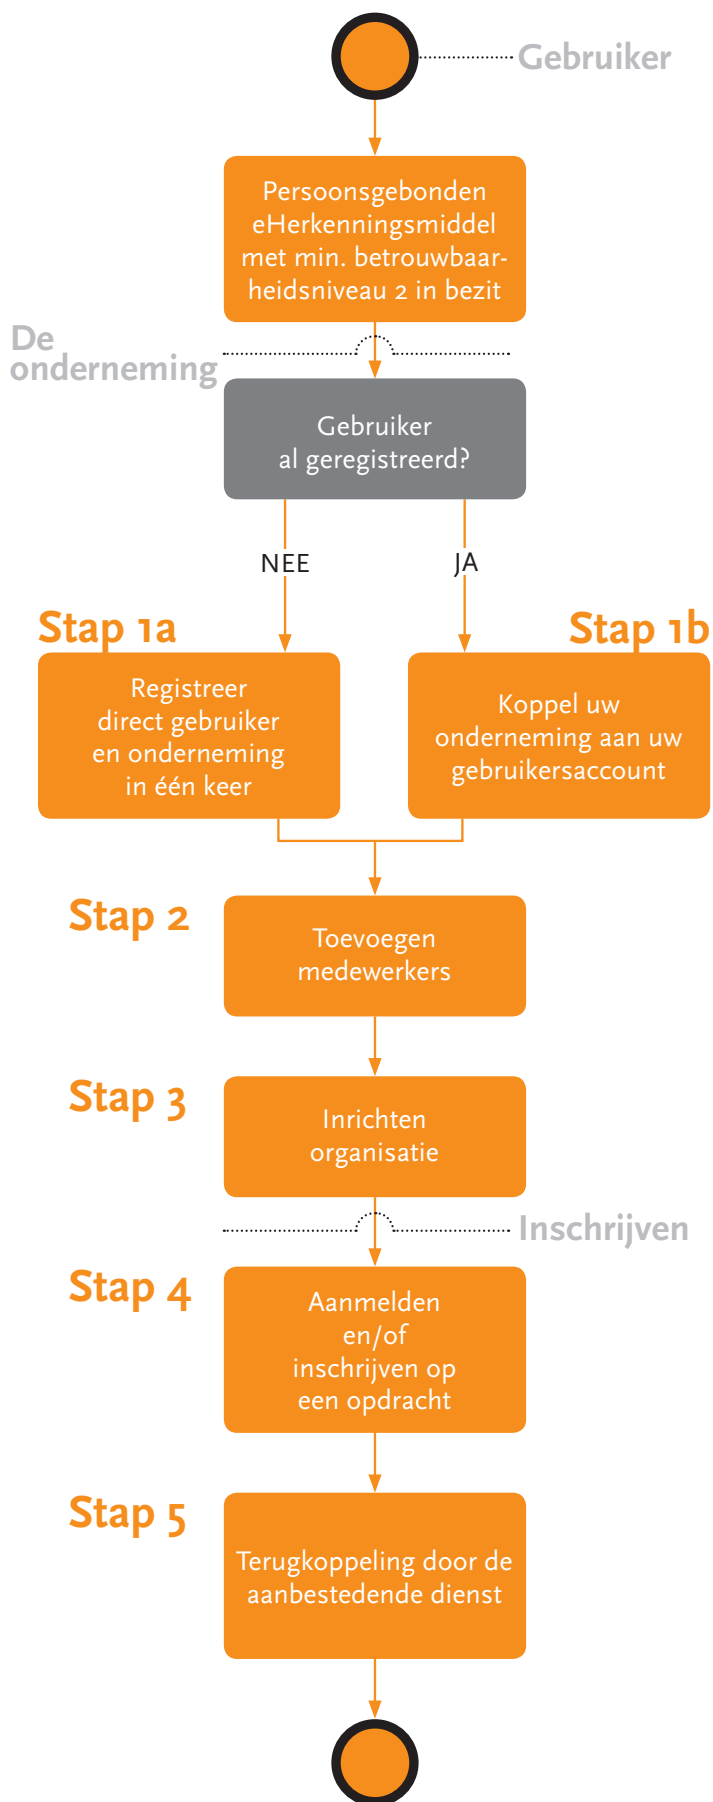 Gebruiker
Persoonsgebonden
eHerkenningsmiddel
met min. betrouwbaar-
heidsniveau 2 in bezit
De
onderneming
Gebruiker
al geregistreerd?
NEE
JA
Stap 1a
Stap 1b
Registreer
direct gebruiker
en onderneming
in één keer
Koppel uw
onderneming aan uw
gebruikersaccount
Stap 2
Toevoegen
medewerkers
Stap 3
Inrichten
organisatie
Inschrijven
Stap 4
Aanmelden
en/of
inschrijven op
een opdracht
Stap 5
Terugkoppeling door de
aanbestedende dienst